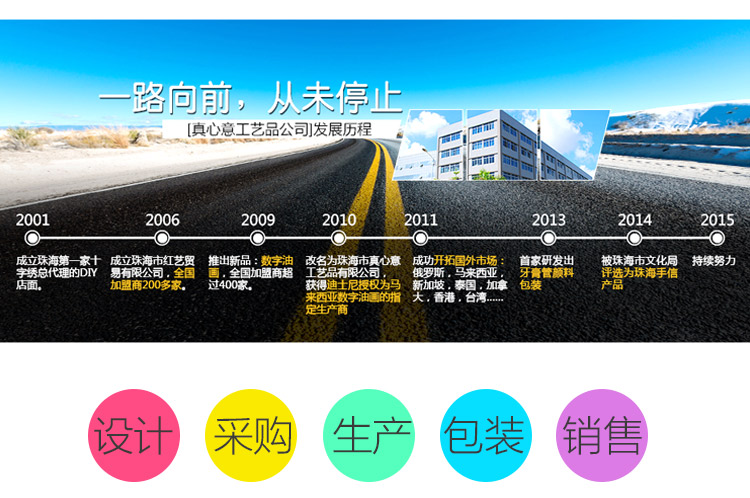 一路向前，从未停止
[真心意工艺品公司]发展历程
2001
2006
2009
2010
2011
2013
2014
2015
成立珠海第一家十
字绣总代理的DIY
店面。
成立珠海市红艺贸
易有限公司，全国
加盟商200多家。
推出新品：数字油
画，全国加盟商超
过400家。
改名为珠海市真心意
工艺品有限公司，
获得迪士尼授权为马
来西亚数字油画的指
定生产商
成功开拓国外市场：
俄罗斯，马来西亚，
新加坡，泰国，加拿
大，香港，台湾......
首家研发出
牙膏管颜料
包装
被珠海市文化局
评选为珠海手信
产品
持续努力
设计
采购
生产
包装
销售